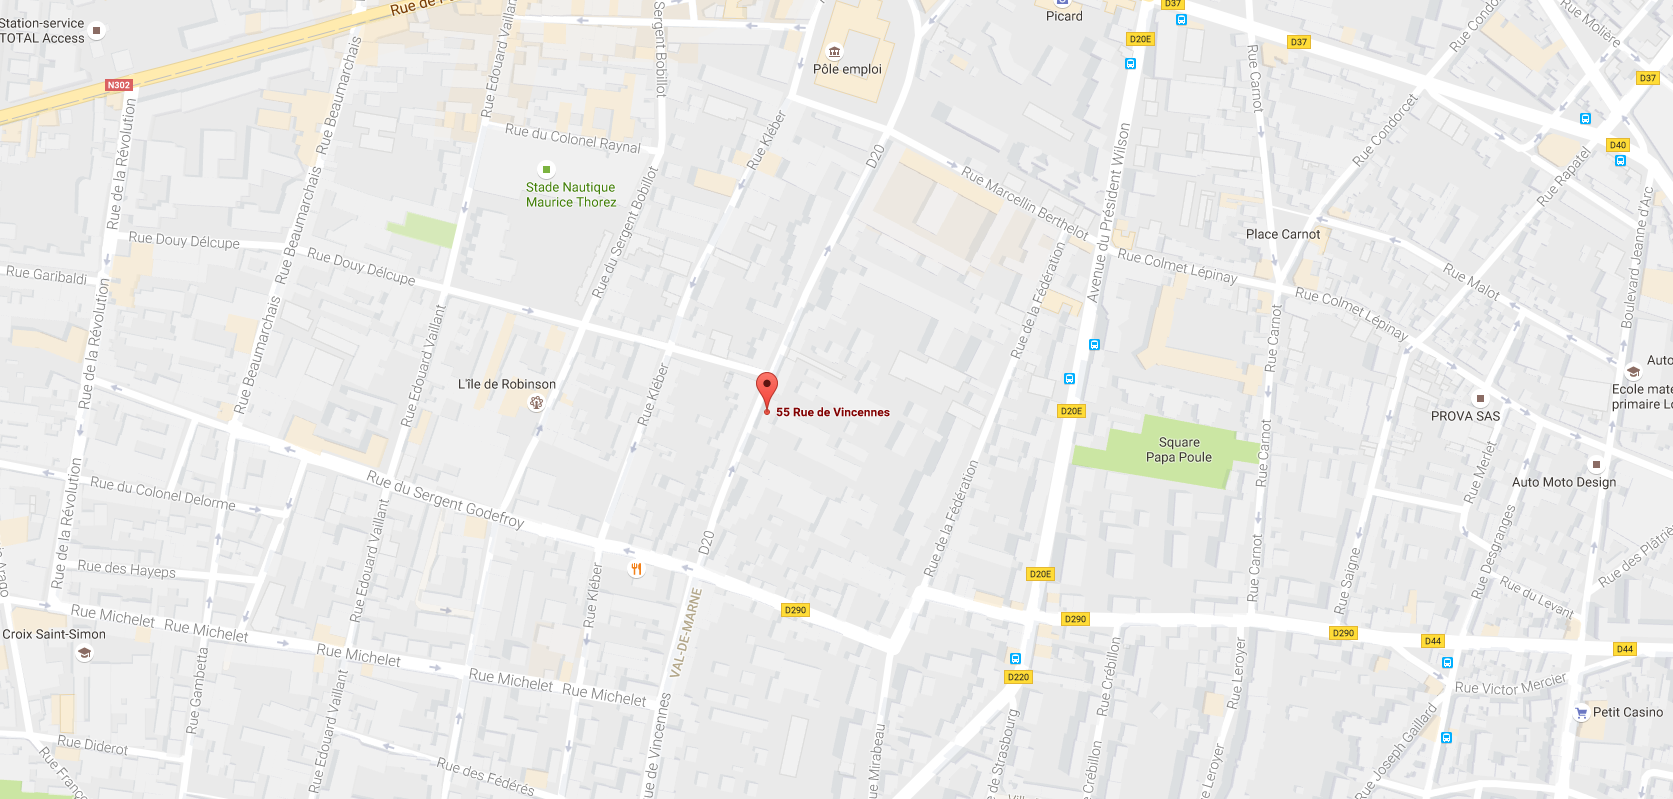 Station-service
TOTAL Access
N302
Rue de la Révolution
Rue Beaumarchais
Rue Edouard Vaillant
Sergent Bobillot
Rue du Colonel Raynal
Stade Nautique
Maurice Thorez
Rue Kléber
Pôle emploi
Picard
D37
D20E
D37
D37
D40
Rue Carnot
Rue Condorcet
Rue Molière
Rue Rapatel
D20
Rue Marcellin Berthelot
Avenue du Président Wilson
Place Carnot
Rue Colmet Lépinay
Rue Colmet Lépinay
Rue Malot
Boulevard Jeanne d'Arc
Rue Douy Délcupe
Rue Douy Délcupe
Rue Garibaldi
Rue Beaumarchais
Rue du Sergent Bobillot
Rue de la Révolution
Rue Beaumarchais
Rue Edouard Vaillant
L'île de Robinson
Rue Kléber
55 Rue de Vincennes
Rue de la Fédération
D20E
Rue Carnot
Square
Papa Poule
Rue Carnot
PROVA SAS
Auto
Ecole mate
primaire Lo
Auto Moto Design
Rue Merlet
Rue Desgranges
Rue du Levant
Rue des Plâtriè
Rue Saigne
Rue du Colonel Delorme
Rue du Sergent Godefroy
Rue de la Révolution
Rue des Hayeps
Rue Edouard Vaillant
Rue Kléber
D20
Rue de la Fédération
D20E
Rue Carnot
VAL-DE-MARNE
D290
D290
D290
D44
D44
Croix Saint-Simon
Rue Michelet
Rue Michelet
Rue Michelet
Rue Michelet
Rue Michelet
Rue Gambetta
Rue Edouard Vaillant
Rue Diderot
Rue des Fédérés
ue de Vincennes
Rue Mirabeau
D220
de Strasbourg
Rue Crébillon
Crébillon
Rue Leroyer
Leroyer
Rue Victor Mercier
Rue Joseph Gaillard
Petit Casino